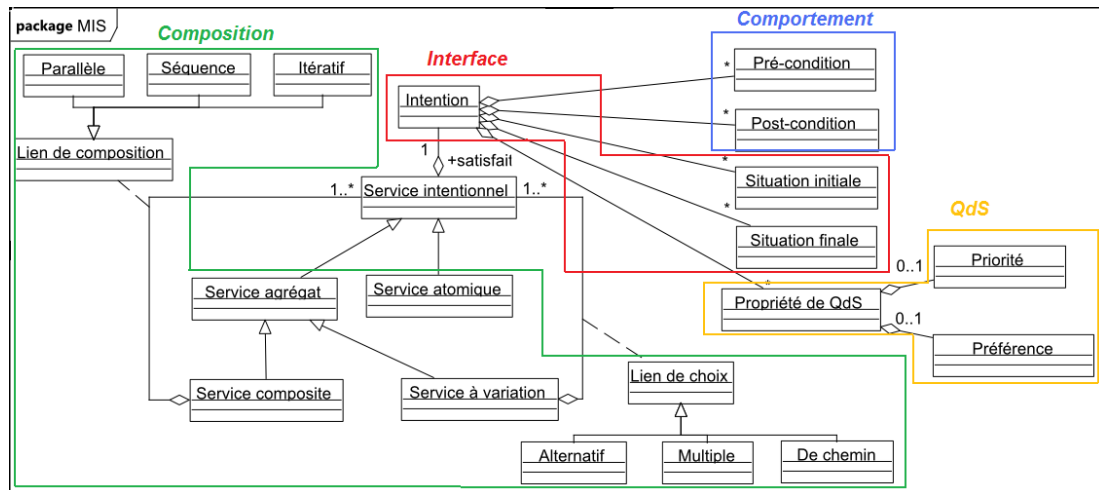 package MIS
Composition
Interface
Comportement
Parallèle
Séquence
Itératif
Intention
*
Pré-condition
*
Post-condition
Lien de composition
1
+satisfait
1..*
Service intentionnel
1..*
*
Situation initiale
*
Situation finale
QdS
Service agrégat
Service atomique
*
Propriété de QdS
0..1
Priorité
0..1
Préférence
Service composite
Service à variation
Lien de choix
Alternatif
Multiple
De chemin